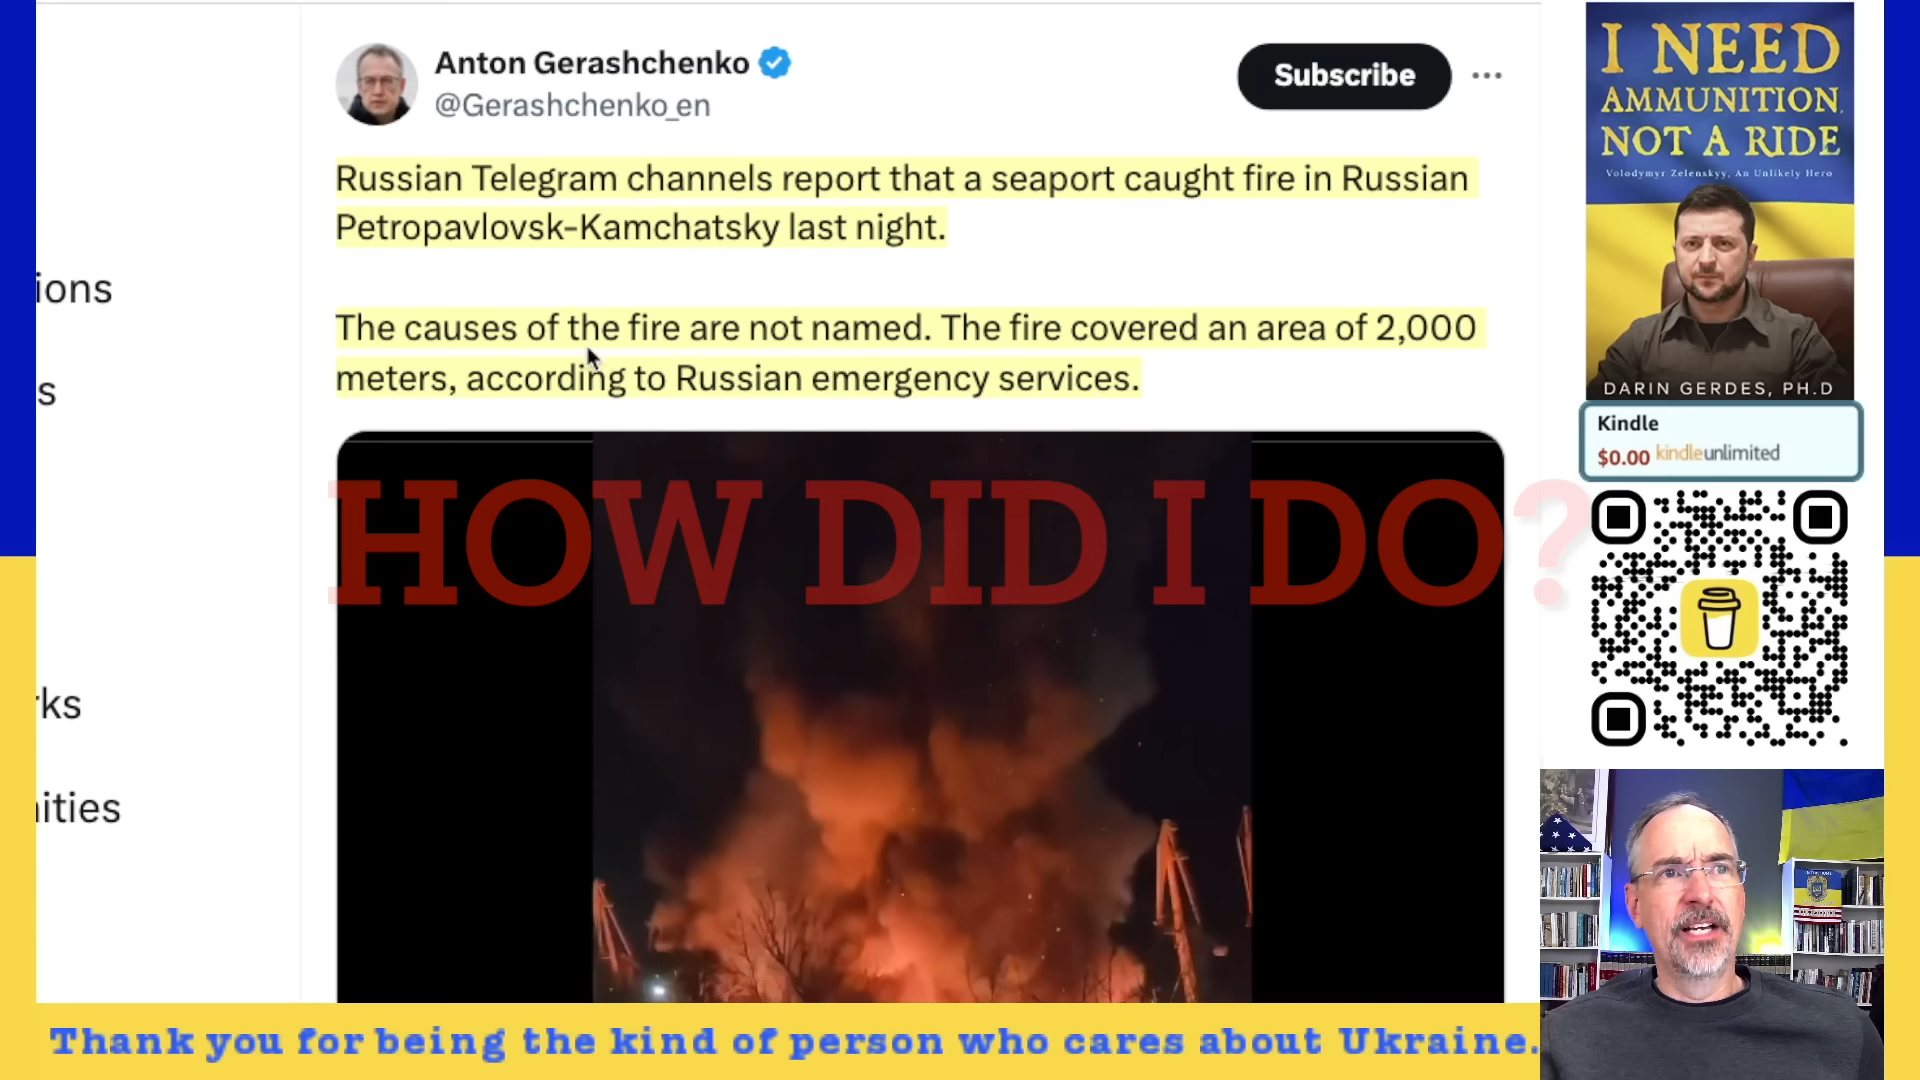 Anton Gerashchenko
@Gerashchenko_en
Subscribe
Russian Telegram channels report that a seaport caught fire in Russian
Petropavlovsk-Kamchatsky last night.
The causes of the fire are not named. The fire covered an area of 2,000
meters, according to Russian emergency services.
HOW DID I DO?
ions
s
rks
ities
I NEED
AMMUNITION,
NOT A RIDE
Volodymyr Zelenskyy, An Unlikely Hero
DARIN GERDES, PH.D
Kindle
$0.00 kindleunlimited
Thank you for being the kind of person who cares about Ukraine.